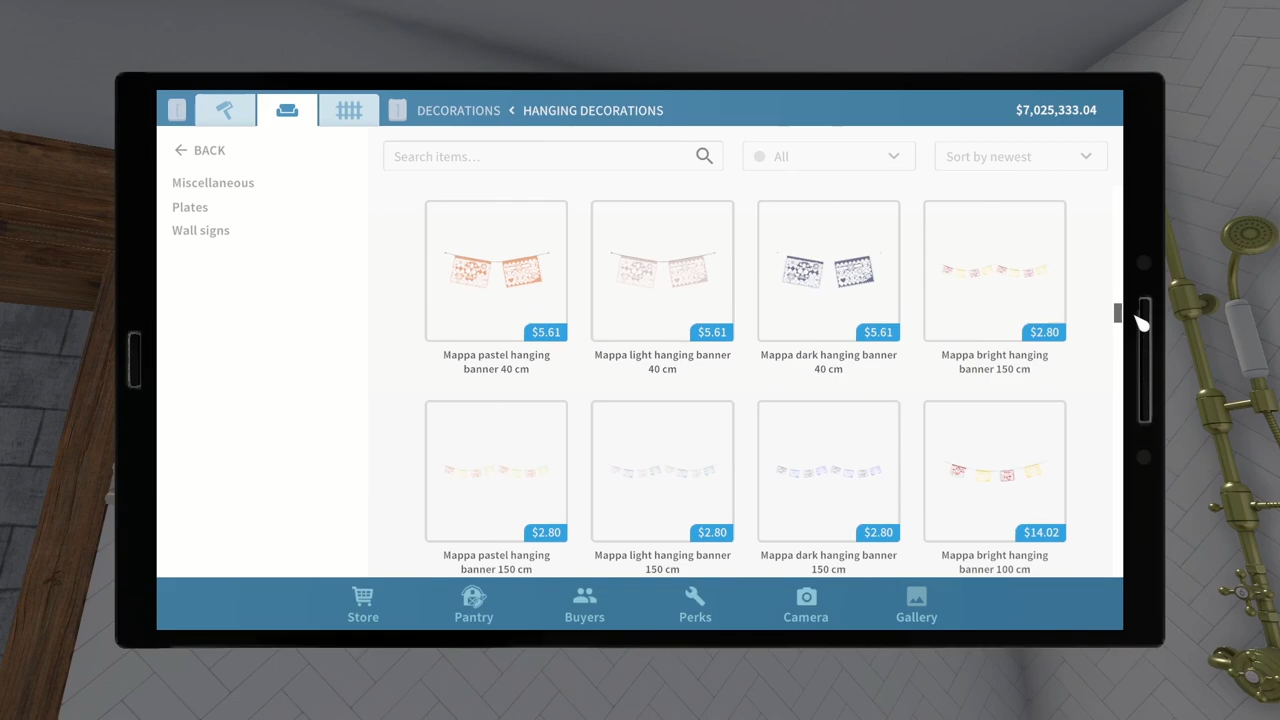 DECORATIONS < HANGING DECORATIONS
$7,025,333.04
BACK
Search items...
All
Sort by newest
Miscellaneous
Plates
Wall signs
$5.61
$5.61
$5.61
$2.80
Mappa pastel hanging
banner 40 cm
Mappa light hanging banner
40 cm
Mappa dark hanging banner
40 cm
Mappa bright hanging
banner 150 cm
$2.80
$2.80
$2.80
$14.02
Mappa pastel hanging
banner 150 cm
Mappa light hanging banner
150 cm
Mappa dark hanging banner
150 cm
Mappa bright hanging
banner 100 cm
Store
Pantry
Buyers
Perks
Camera
Gallery